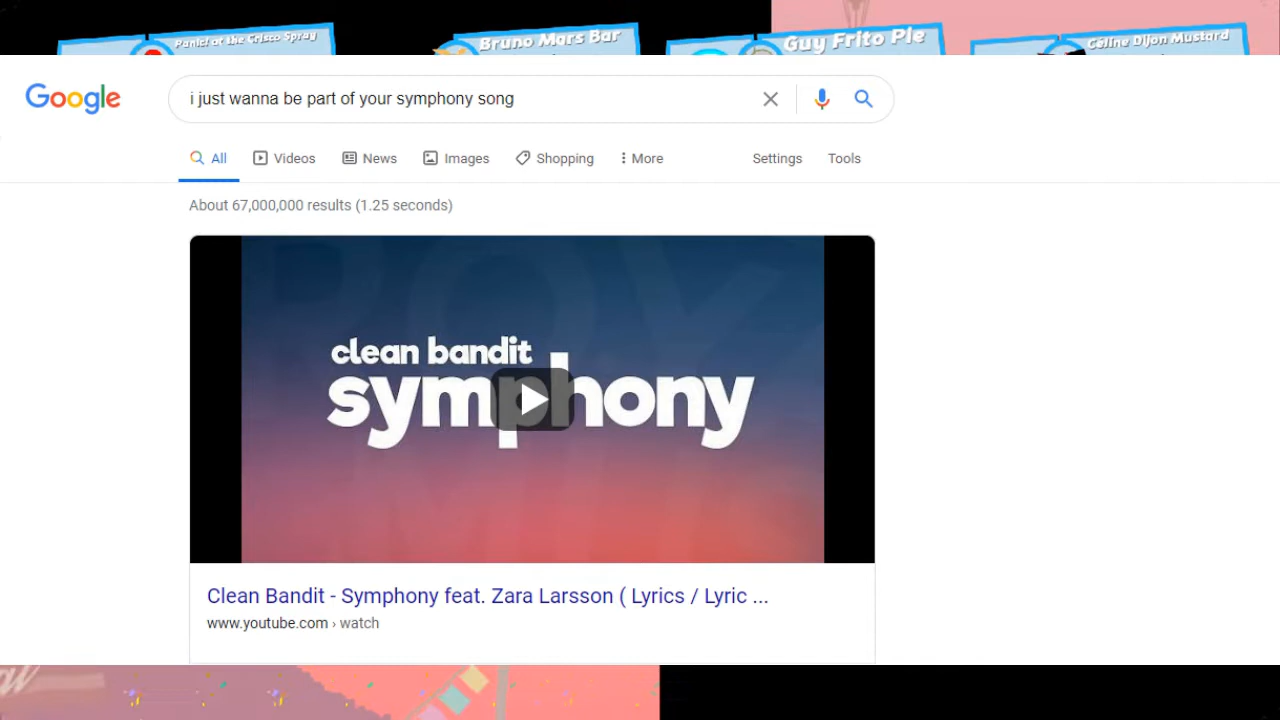 Panic! at the Crisco Spray
Bruno Mars Bar
Guy Frito Pie
Céline Dijon Mustard
Google
i just wanna be part of your symphony song
All
Videos
News
Images
Shopping
More
Settings
Tools
About 67,000,000 results (1.25 seconds)
clean bandit
symphony
Clean Bandit - Symphony feat. Zara Larsson ( Lyrics / Lyric ...
www.youtube.com › watch